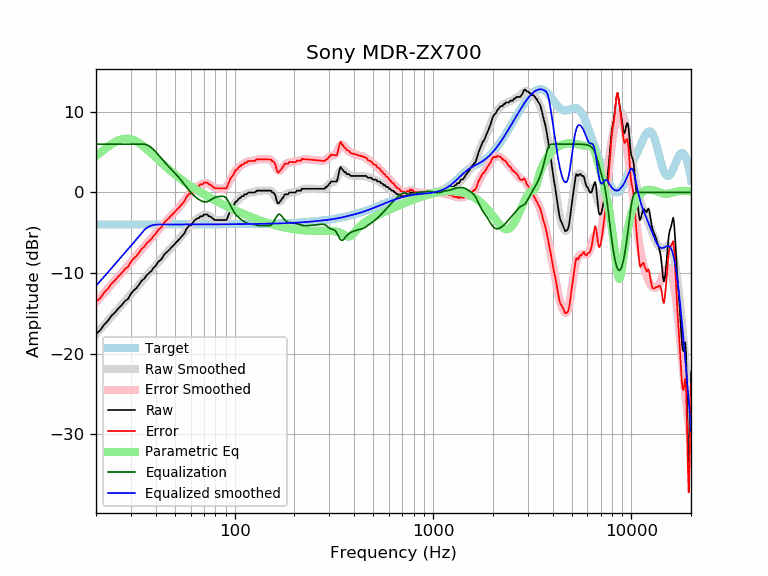 Sony MDR-ZX700
10
0
−10
−20
−30
Amplitude (dBr)
Target
Raw Smoothed
Error Smoothed
Raw
Error
Parametric Eq
Equalization
Equalized smoothed
100
1000
10000
Frequency (Hz)